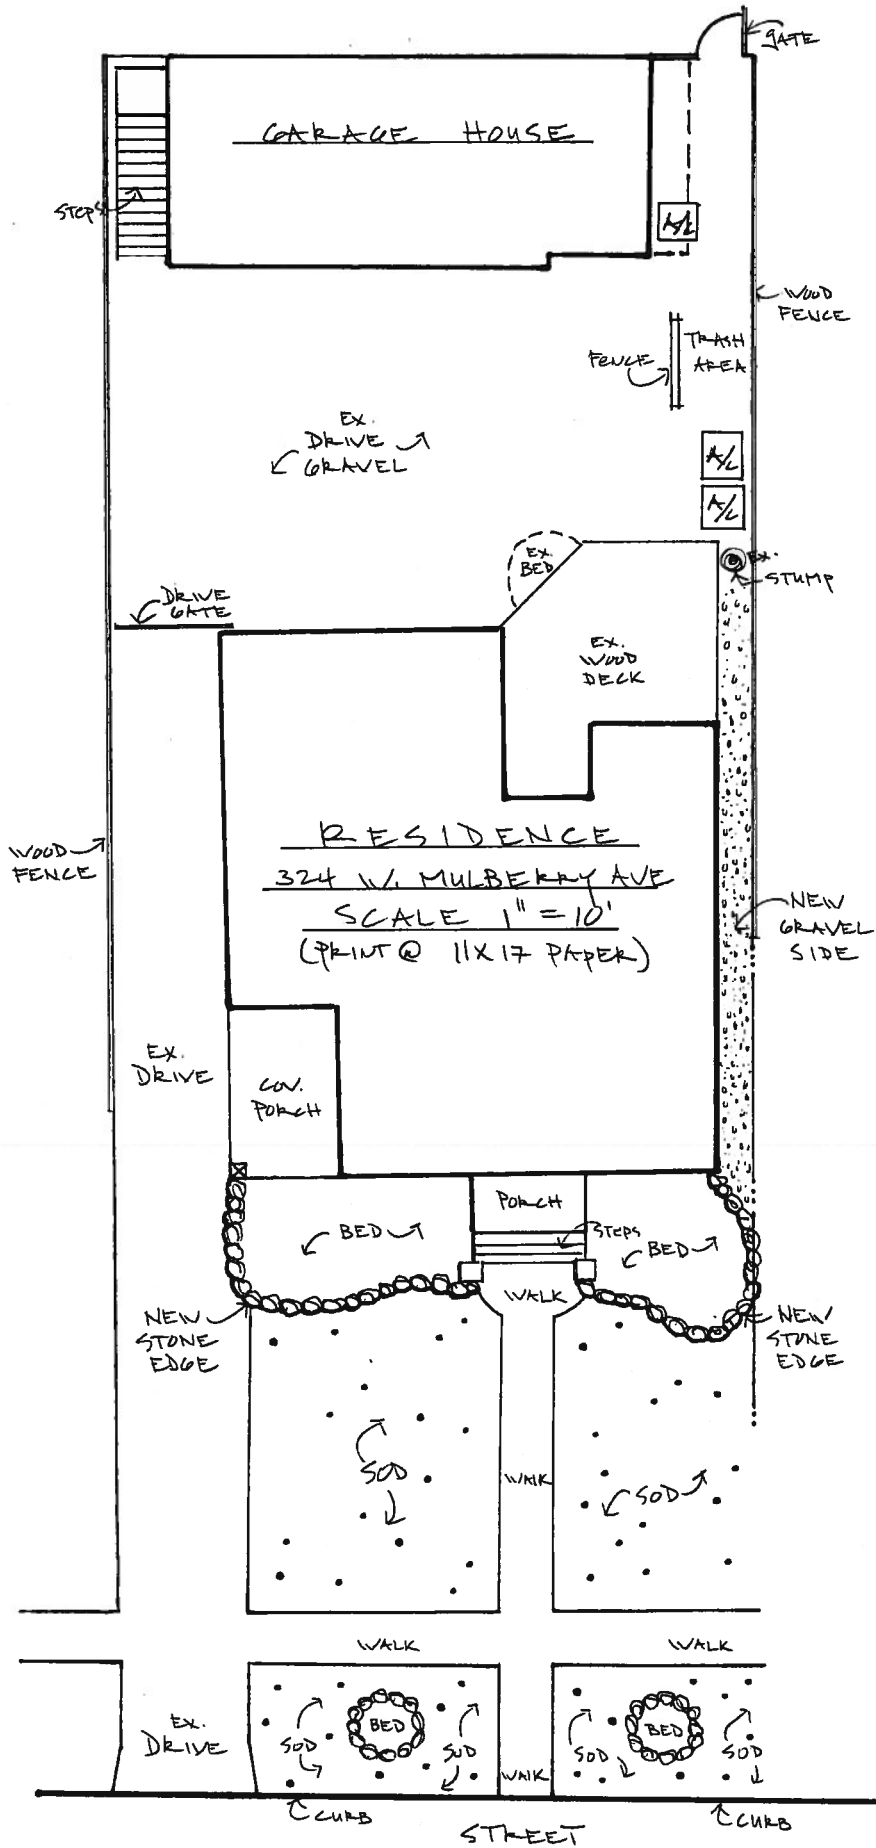 GATE
GARAGE HOUSE
STEPS
A/C
WOOD
FENCE
FENCE
TRASH
AREA
EX.
DRIVE
GRAVEL
A/C
A/C
EX.
BED
EX.
STUMP
DRIVE
GATE
EX.
WOOD
DECK
RESIDENCE
324 W. MULBERRY AVE
SCALE 1" = 10'
(PRINT @ 11 X 17 PAPER)
WOOD
FENCE
NEW
GRAVEL
SIDE
EX.
DRIVE
COV.
PORCH
PORCH
STEPS
BED
BED
WALK
NEW
STONE
EDGE
NEW
STONE
EDGE
SOD
WALK
SOD
WALK
WALK
EX.
DRIVE
SOD
BED
SOD
WALK
SOD
BED
SOD
CURB
CURB
STREET